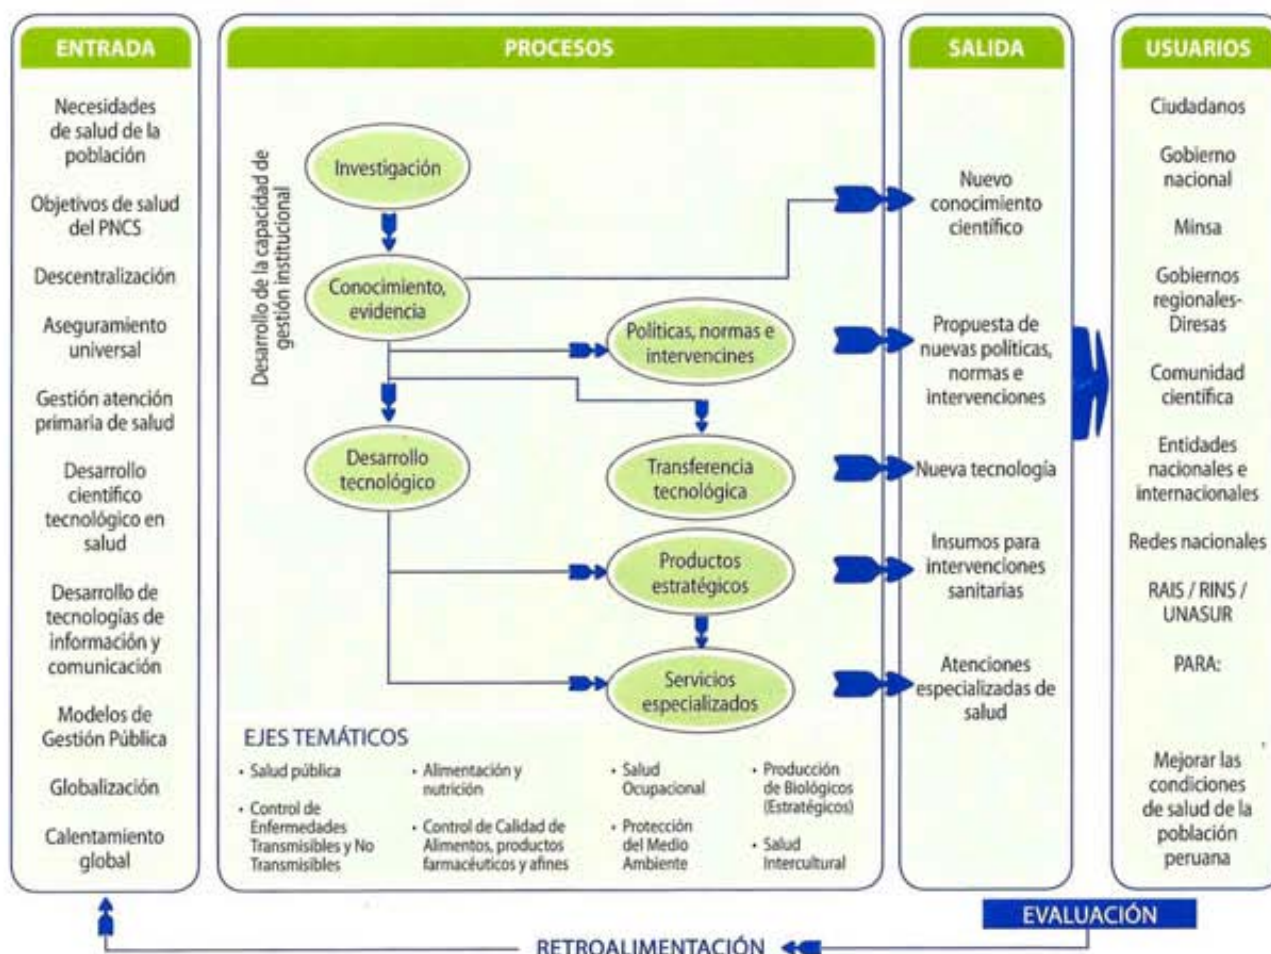 ENTRADA
Necesidades
de salud de la
población
Objetivos de salud
del PNCS
Descentralización
Aseguramiento
universal
Gestión atención
primaria de salud
Desarrollo
científico
tecnológico en
salud
Desarrollo de
tecnologías de
información y
comunicación
Modelos de
Gestión Pública
Globalización
Calentamiento
global
PROCESOS
Desarrollo de la capacidad de
gestión institucional
Investigación
Conocimiento,
evidencia
Políticas, normas e
intervencines
Desarrollo
tecnológico
Transferencia
tecnológica
Productos
estratégicos
Servicios
especializados
EJES TEMÁTICOS
• Salud pública
• Control de
Enfermedades
Transmisibles y No
Transmisibles
• Alimentación y
nutrición
• Control de Calidad de
Alimentos, productos
farmacéuticos y afines
• Salud
Ocupacional
• Protección
del Medio
Ambiente
• Producción
de Biológicos
(Estratégicos)
• Salud
Intercultural
SALIDA
Nuevo
conocimiento
científico
Propuesta de
nuevas políticas,
normas e
intervenciones
Nueva tecnología
Insumos para
intervenciones
sanitarias
Atenciones
especializadas de
salud
USUARIOS
Ciudadanos
Gobierno
nacional
Minsa
Gobiernos
regionales-
Diresas
Comunidad
científica
Entidades
nacionales e
internacionales
Redes nacionales
RAIS / RINS /
UNASUR
PARA:
Mejorar las
condiciones
de salud de la
población
peruana
EVALUACIÓN
RETROALIMENTACIÓN